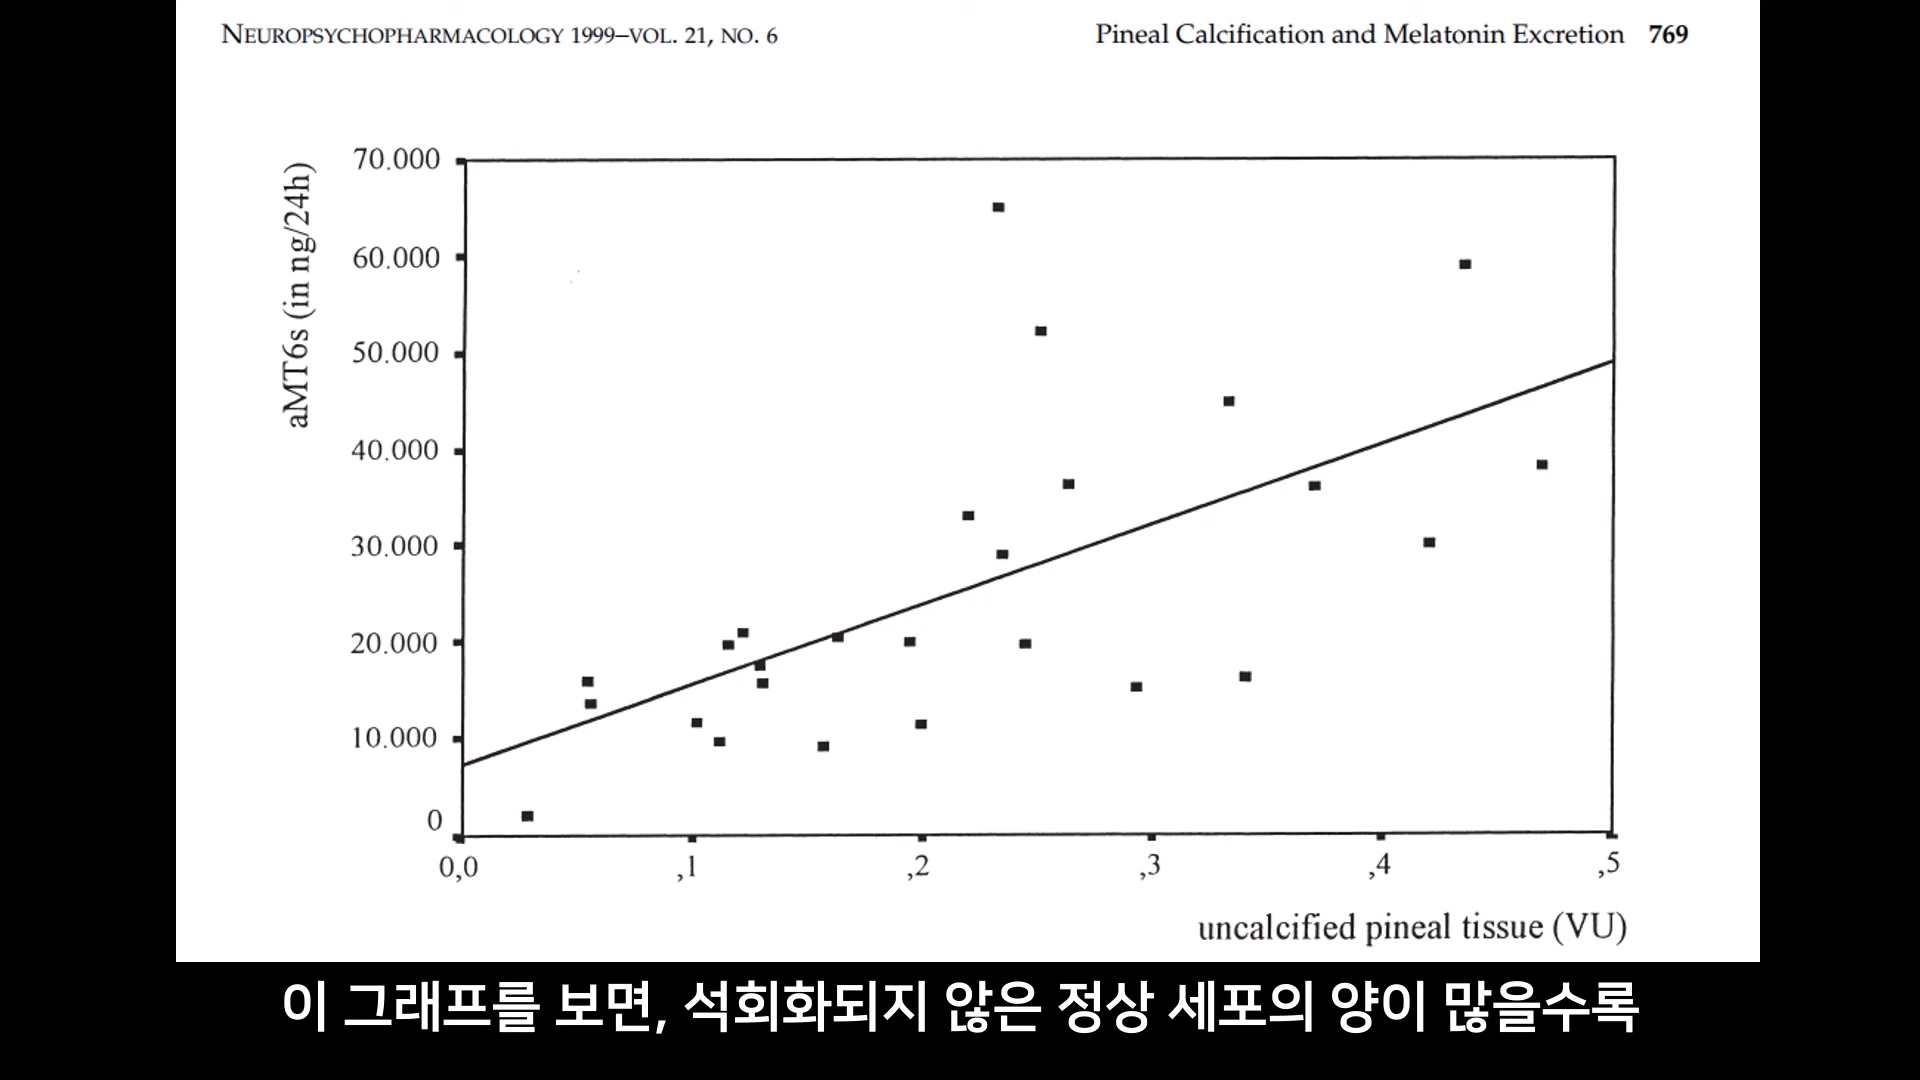 NEUROPSYCHOPHARMACOLOGY 1999–VOL. 21, NO. 6
Pineal Calcification and Melatonin Excretion 769
aMT6s (in ng/24h)
70.000
60.000
50.000
40.000
30.000
20.000
10.000
0
0,0 ,1 ,2 ,3 ,4 ,5
uncalcified pineal tissue (VU)
이 그래프를 보면, 석회화되지 않은 정상 세포의 양이 많을수록